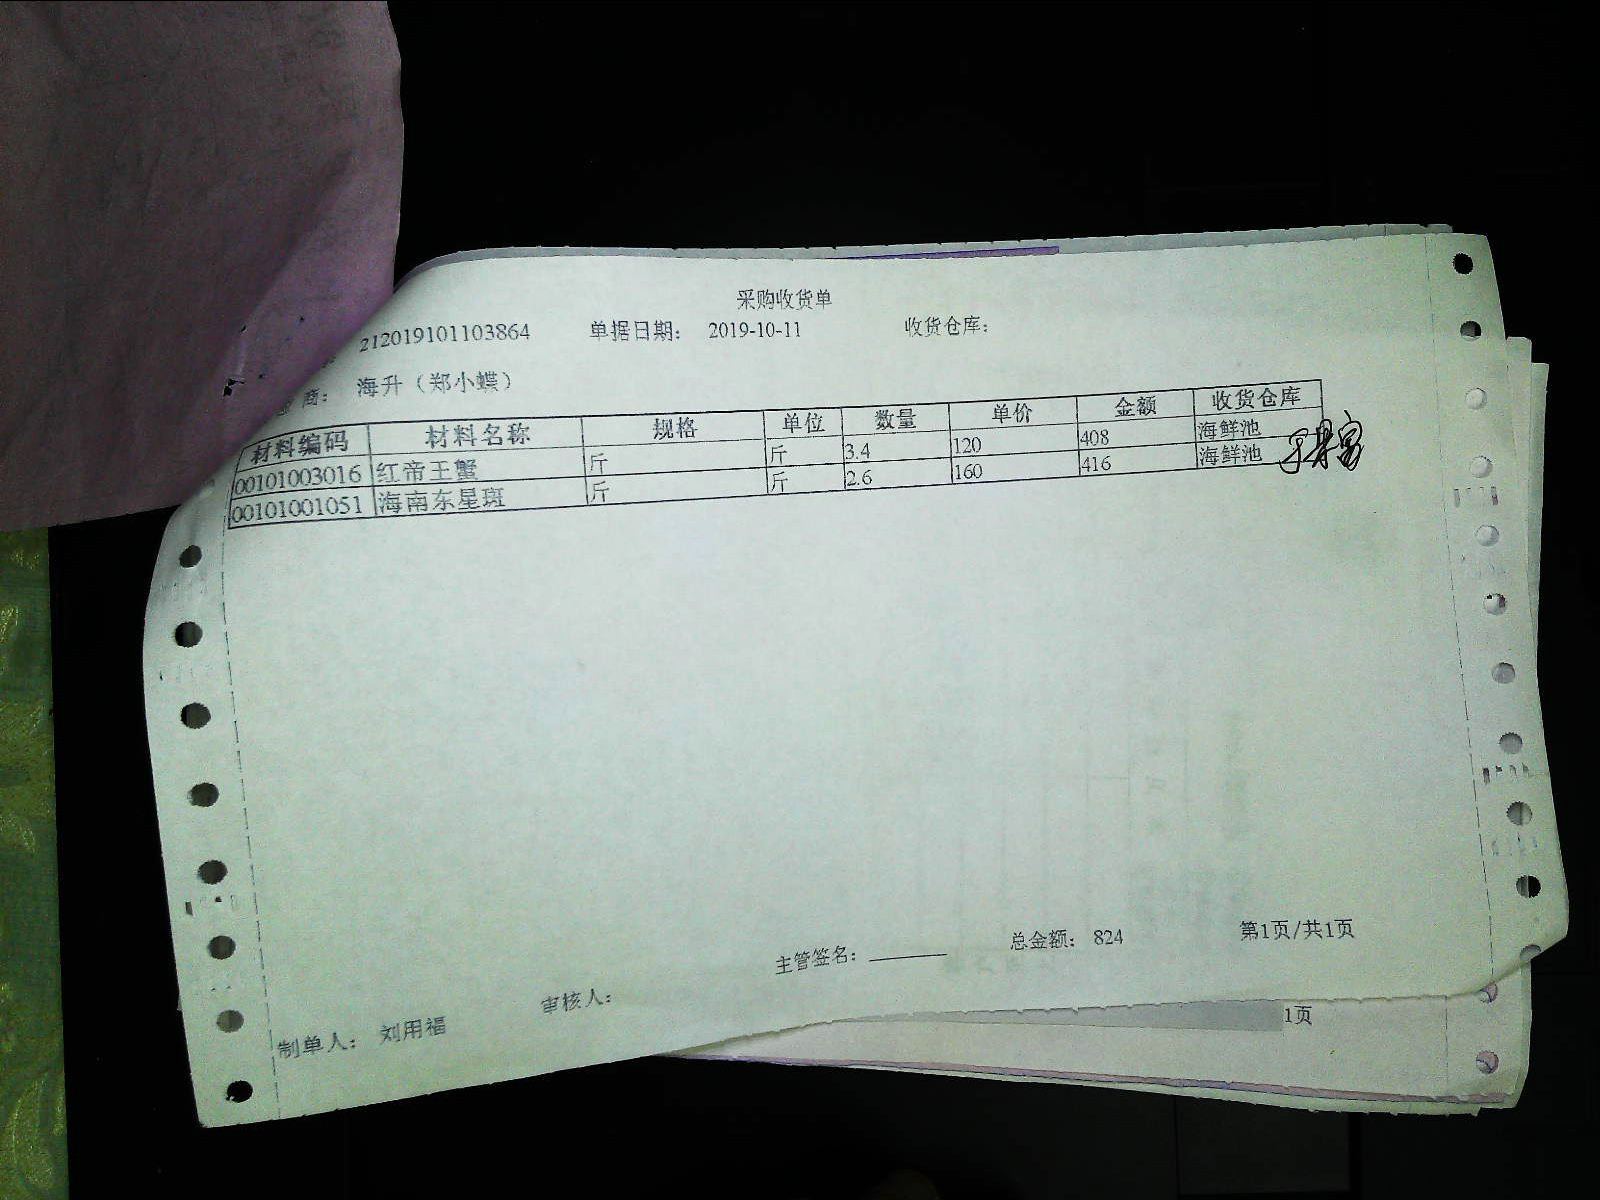 采购收货单
212019101103864 单据日期： 2019-10-11 收货仓库：
商： 海升（郑小蝶）
材料编码 材料名称 规格 单位 数量 单价 金额 收货仓库
00101003016 红帝王蟹 斤 斤 3.4 120 408 海鲜池
00101001051 海南东星斑 斤 斤 2.6 160 416 海鲜池
主管签名： 总金额： 824 第1页/共1页
制单人： 刘用福 审核人：
1页